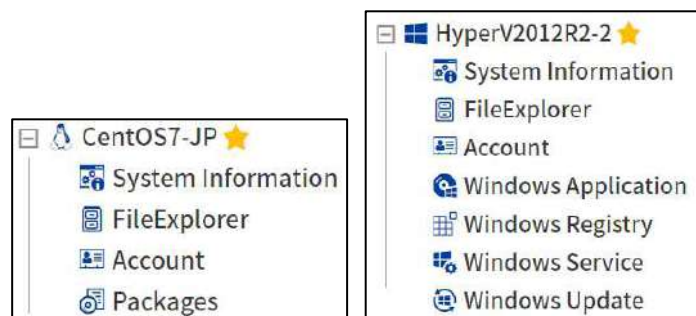 CentOS7-JP
System Information
FileExplorer
Account
Packages
HyperV2012R2-2
System Information
FileExplorer
Account
Windows Application
Windows Registry
Windows Service
Windows Update